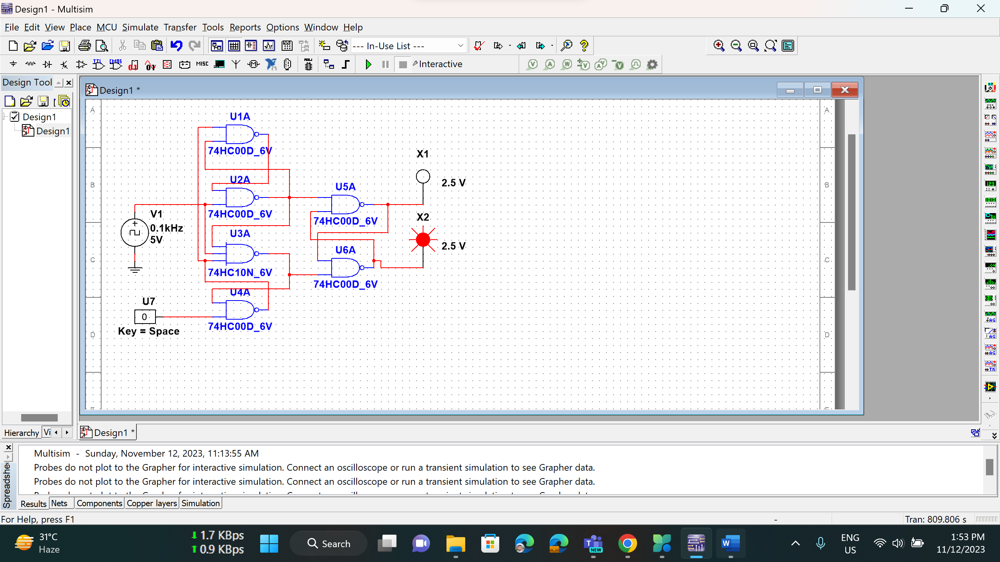 Design1 - Multisim
File Edit View Place MCU Simulate Transfer Tools Reports Options Window Help
--- In-Use List ---
TTL CMOS MISC Interactive
Design Tool
Design1 *
Design1
Design1
A A
B B
C C
D D
U1A
74HC00D_6V
U2A
74HC00D_6V
U3A
74HC10N_6V
U4A
74HC00D_6V
U5A
74HC00D_6V
U6A
74HC00D_6V
X1
2.5 V
X2
2.5 V
V1
0.1kHz
5V
U7
0
Key = Space
Hierarchy Vi
Design1 *
Multisim - Sunday, November 12, 2023, 11:13:55 AM
Probes do not plot to the Grapher for interactive simulation. Connect an oscilloscope or run a transient simulation to see Grapher data.
Probes do not plot to the Grapher for interactive simulation. Connect an oscilloscope or run a transient simulation to see Grapher data.
Spreadshe
Results Nets Components Copper layers Simulation
For Help, press F1
- Tran: 809.806 s
31°C
Haze
1.7 KBps
0.9 KBps
Search
NEW
ENG
US
1:53 PM
11/12/2023